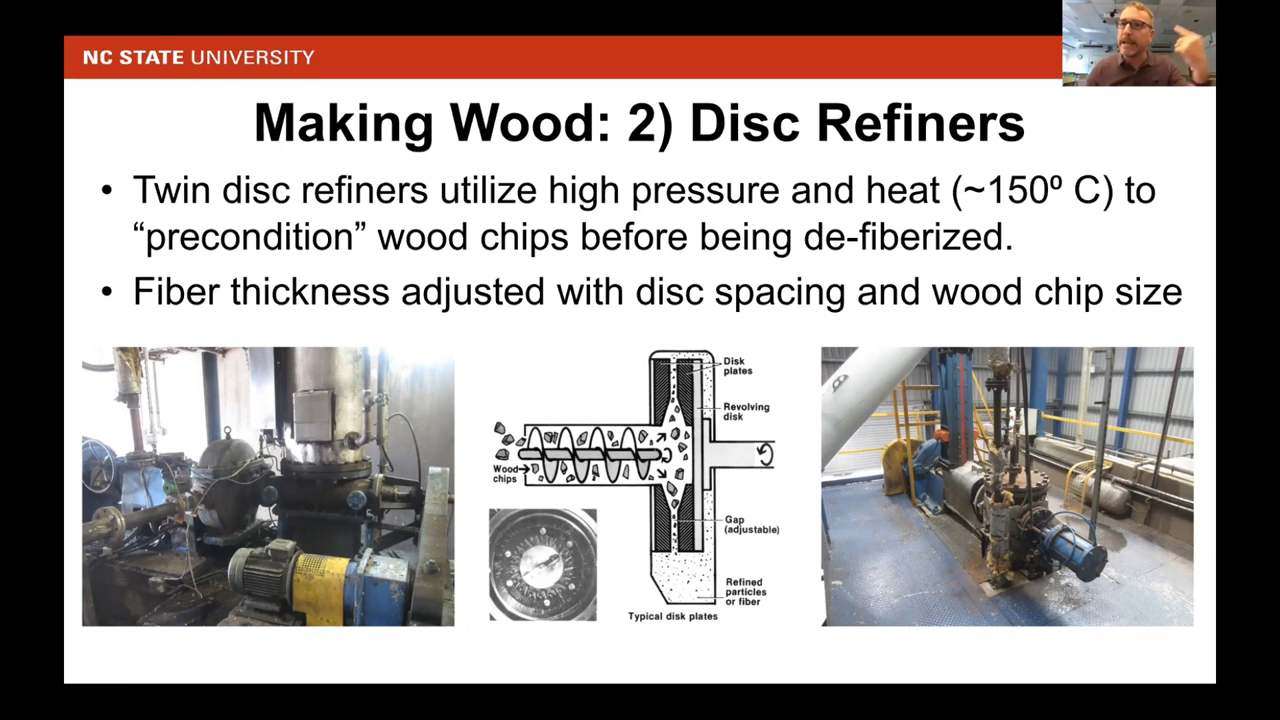 NC STATE UNIVERSITY
Making Wood: 2) Disc Refiners
• Twin disc refiners utilize high pressure and heat (~150º C) to
“precondition” wood chips before being de-fiberized.
• Fiber thickness adjusted with disc spacing and wood chip size
Disk
plates
Revolving
disk
Wood
chips
Gap
(adjustable)
Refined
particles
or fiber
Typical disk plates